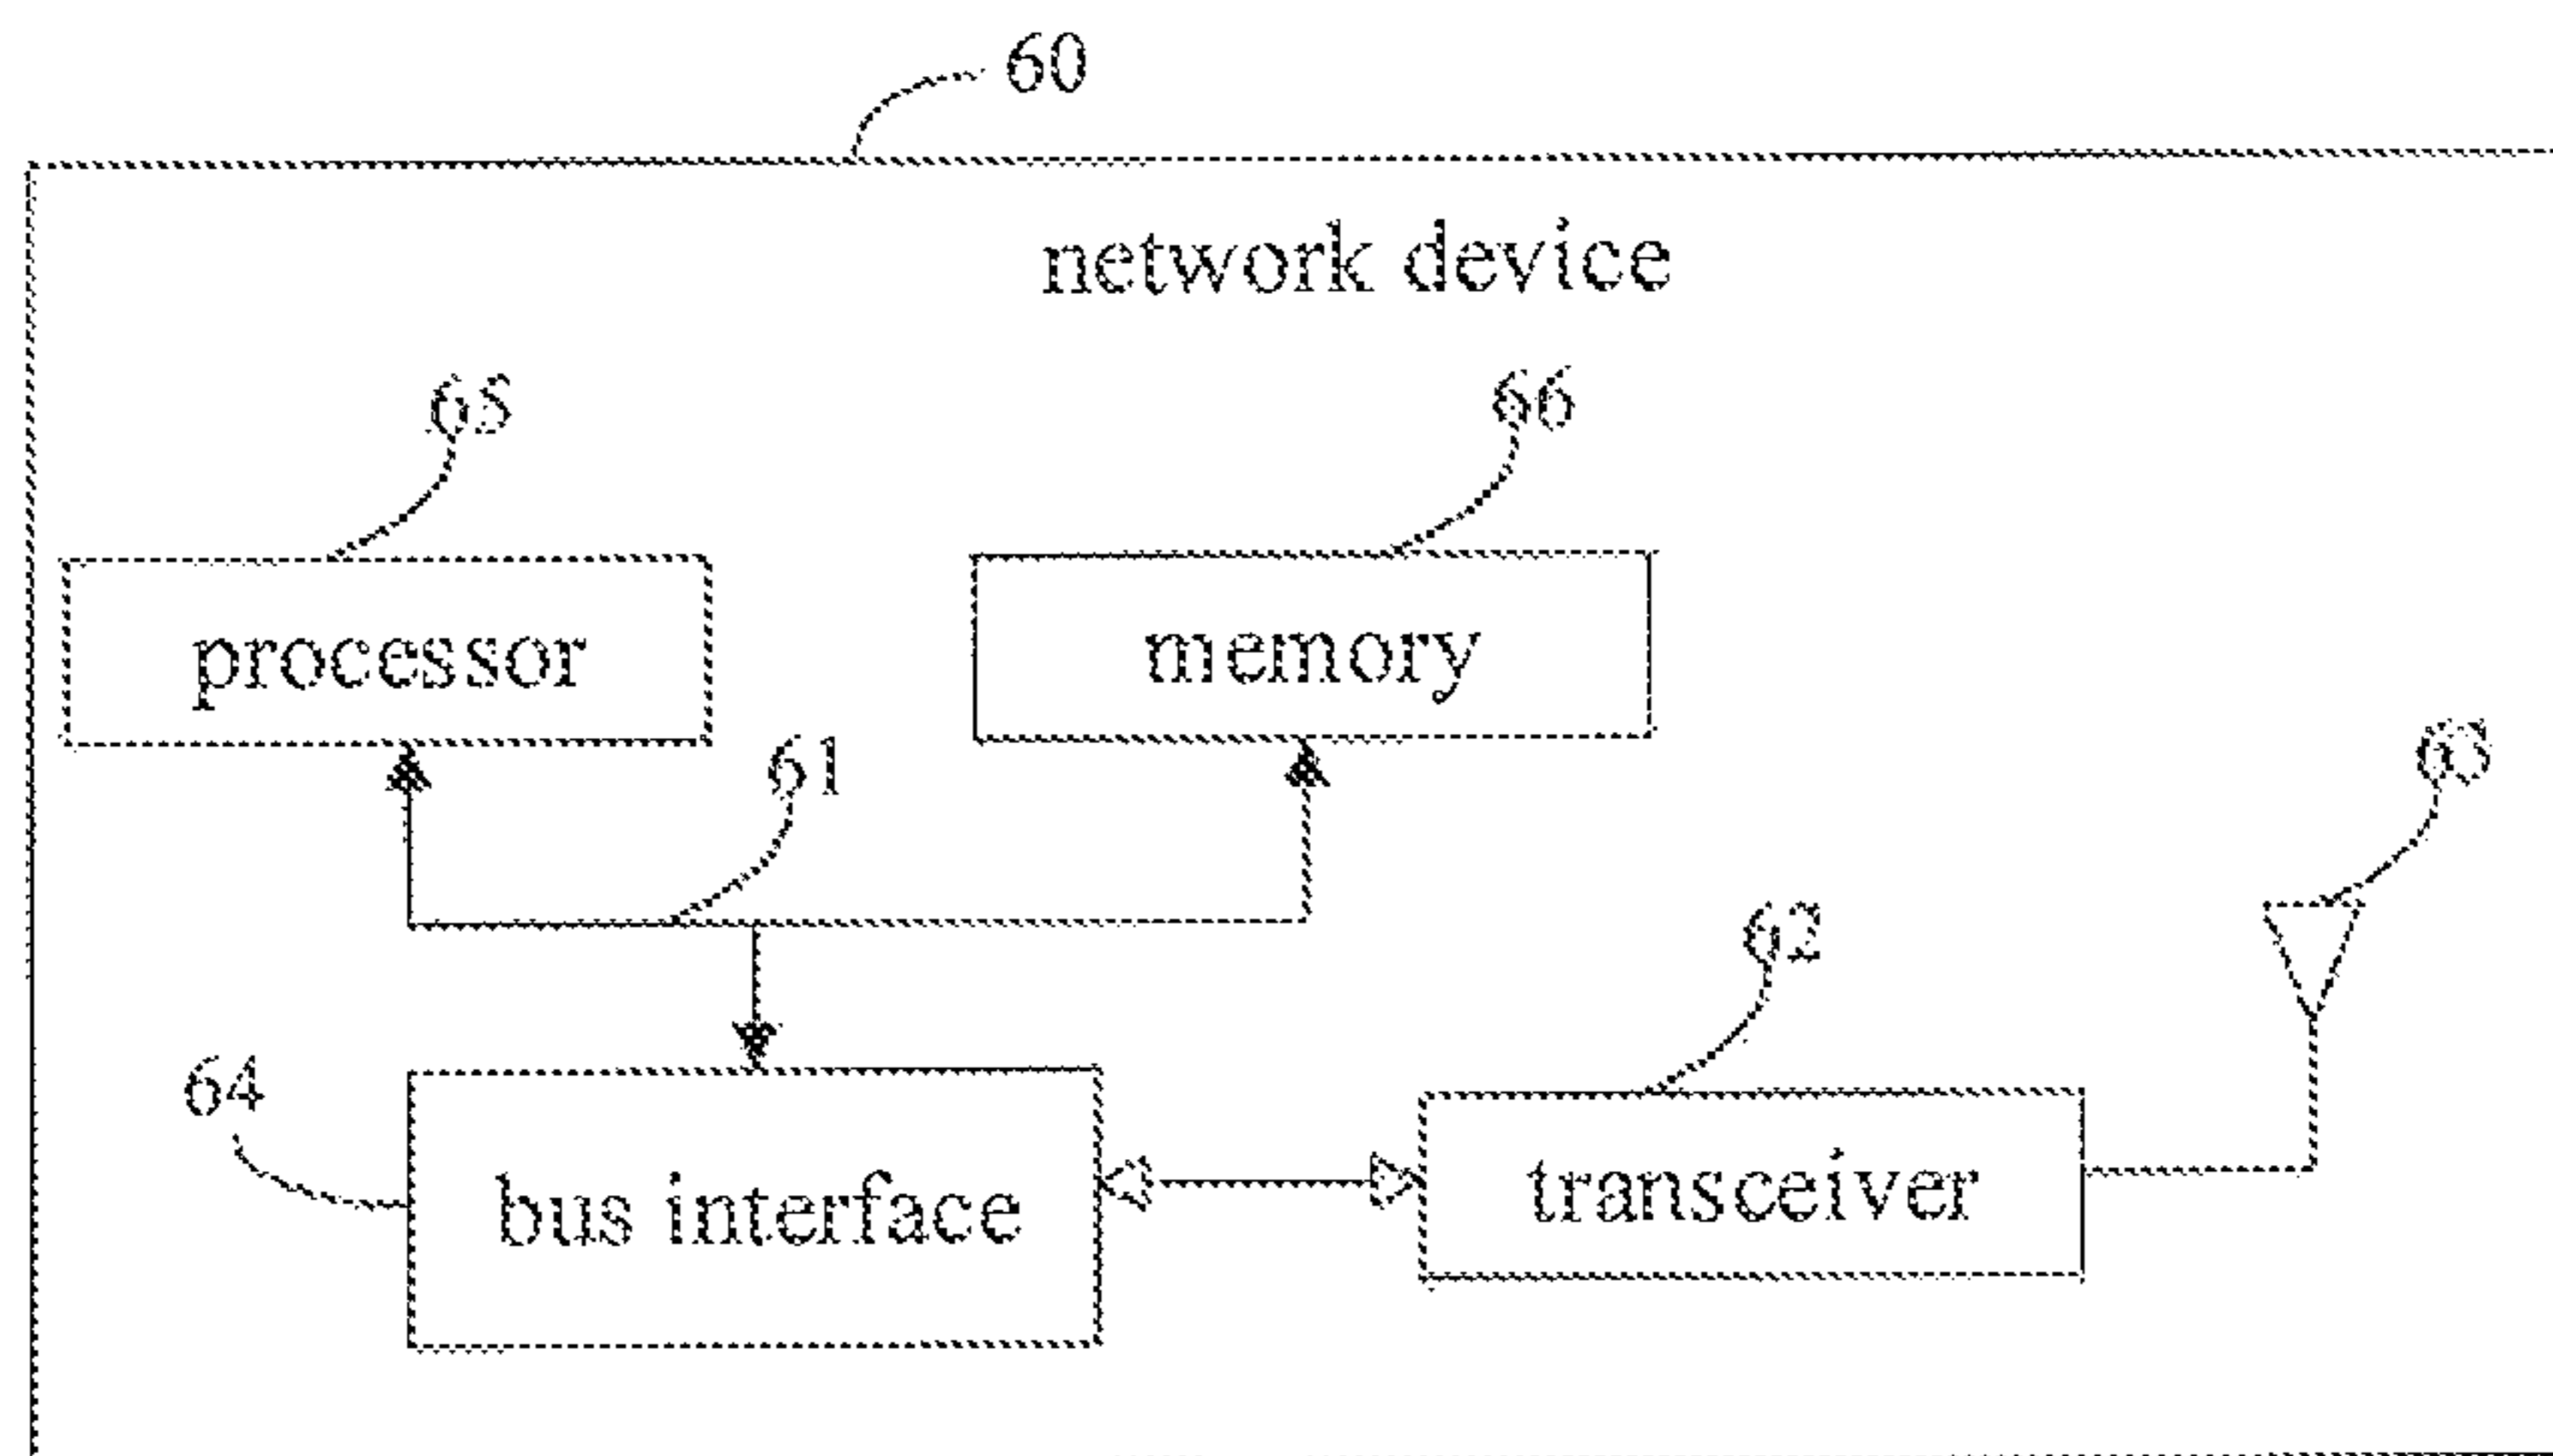 60
network device
65
66
processor
memory
61
63
62
64
bus interface
transceiver